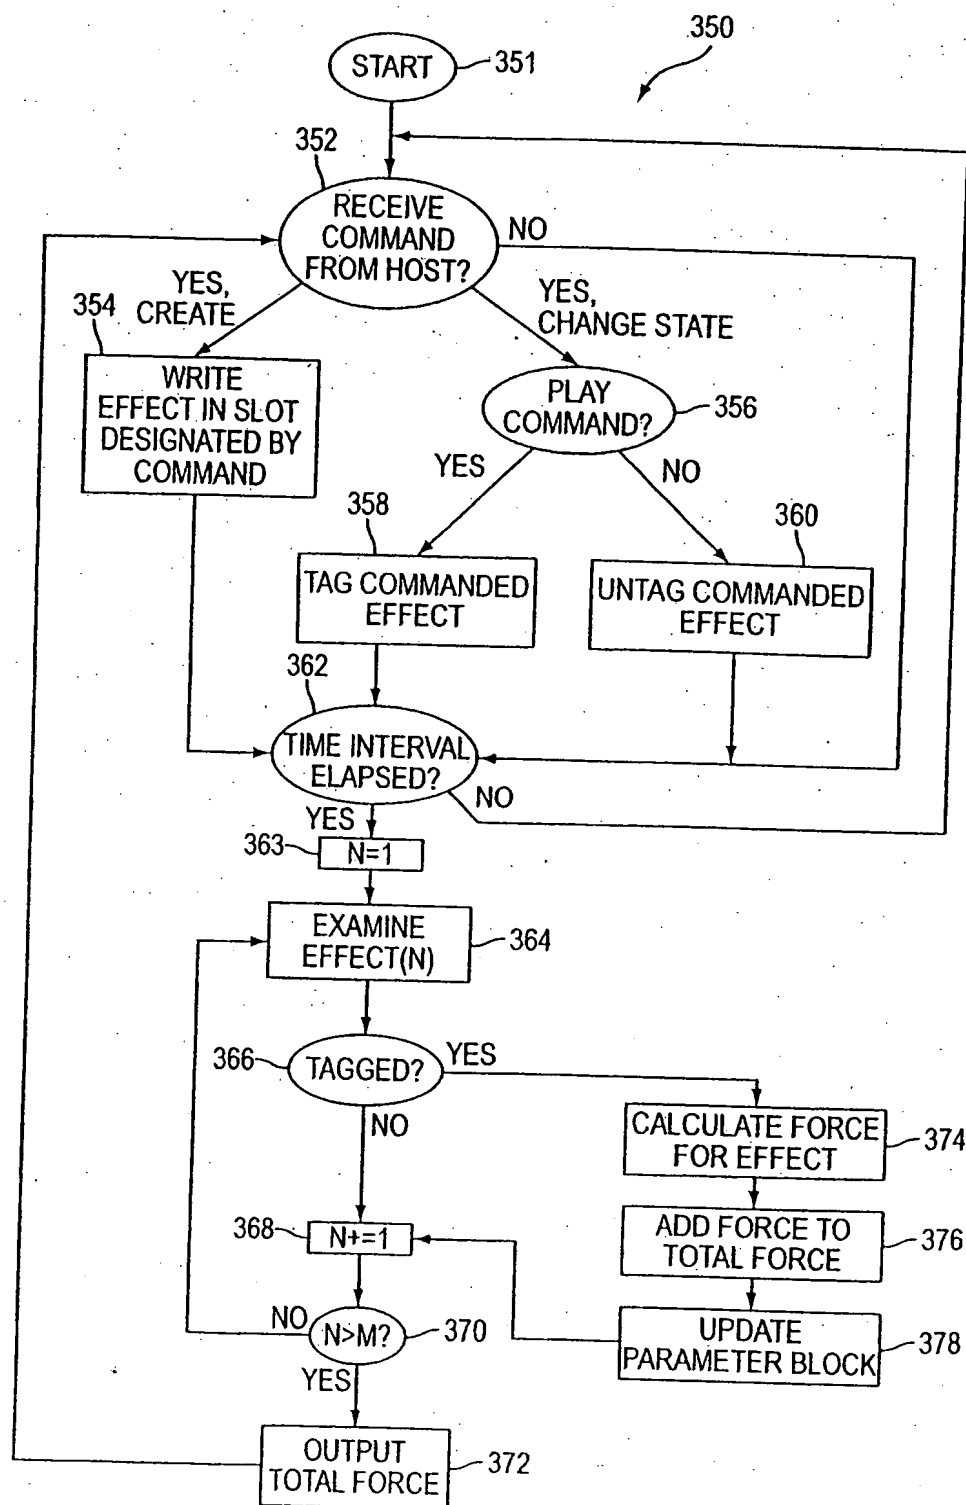 350
START
351
352
RECEIVE
COMMAND
FROM HOST?
NO
YES,
CREATE
YES,
CHANGE STATE
354
WRITE
EFFECT IN SLOT
DESIGNATED BY
COMMAND
PLAY
COMMAND?
356
YES
NO
358
TAG COMMANDED
EFFECT
360
UNTAG COMMANDED
EFFECT
362
TIME INTERVAL
ELAPSED?
NO
YES
363
N=1
EXAMINE
EFFECT(N)
364
366
TAGGED?
YES
NO
CALCULATE FORCE
FOR EFFECT
374
368
N+=1
ADD FORCE TO
TOTAL FORCE
376
NO
N>M?
370
UPDATE
PARAMETER BLOCK
378
YES
OUTPUT
TOTAL FORCE
372